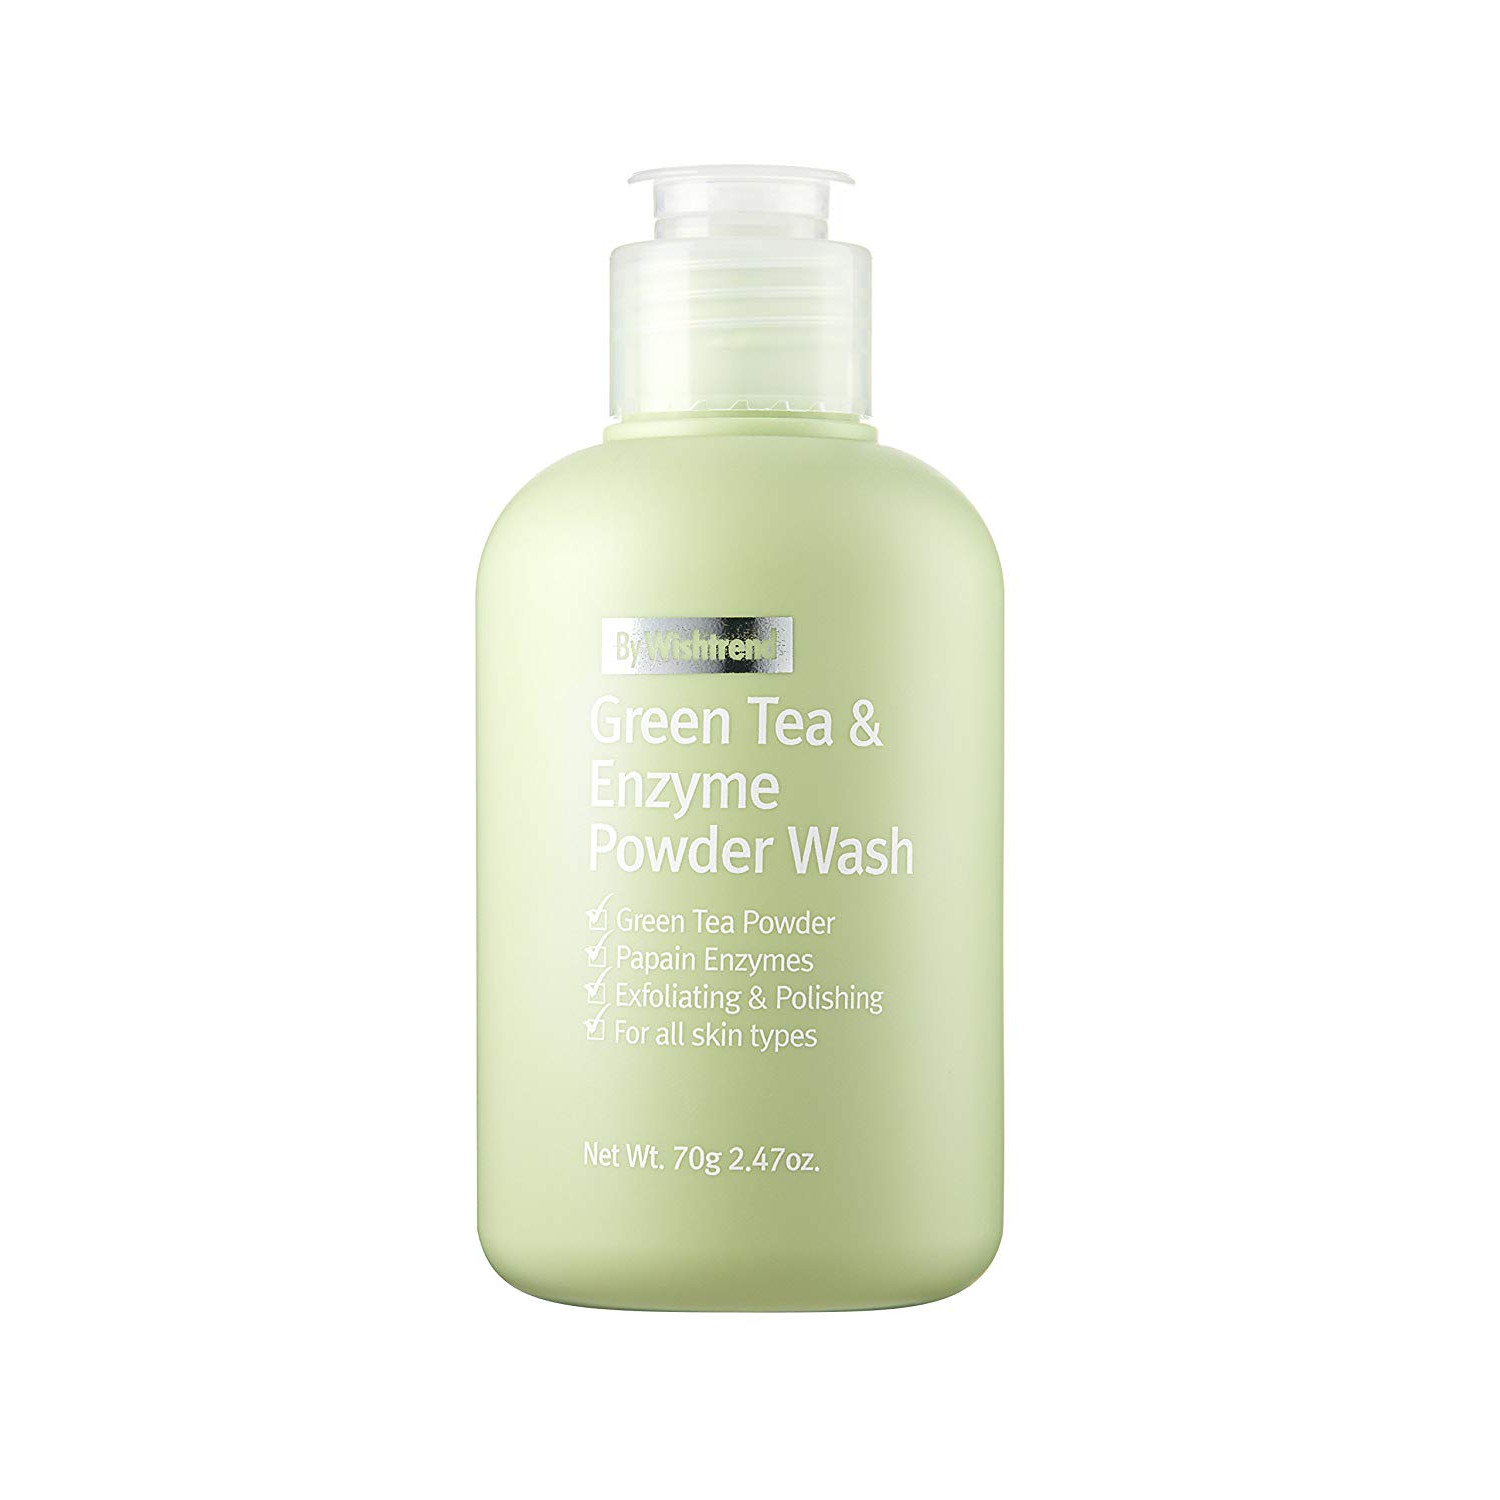 By Wishtrend
Green Tea &
Enzyme
Powder Wash
Green Tea Powder
Papain Enzymes
Exfoliating & Polishing
For all skin types
Net Wt. 70g 2.47oz.